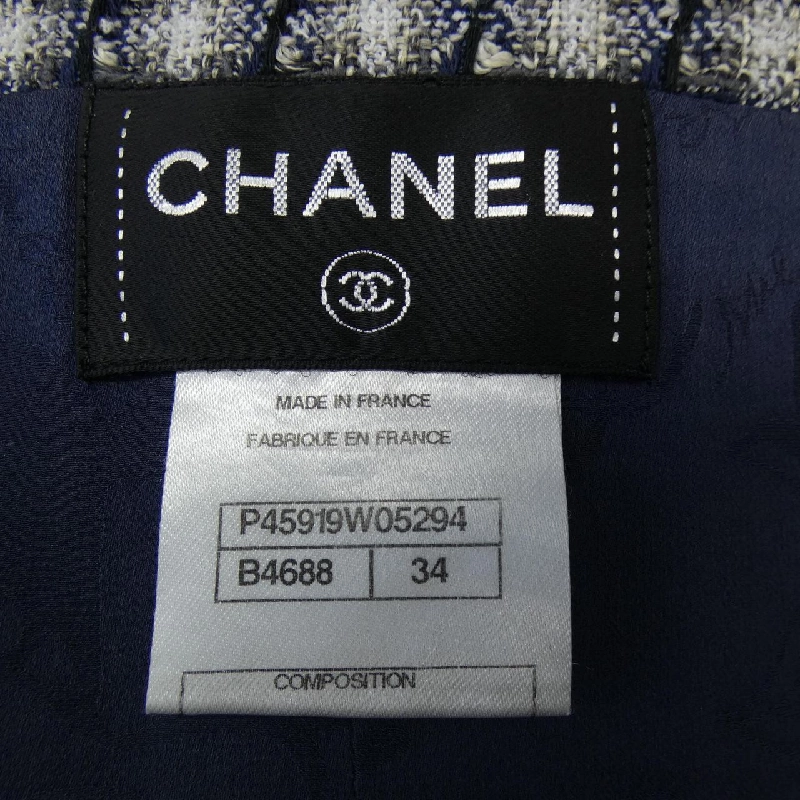 CHANEL
MADE IN FRANCE
FABRIQUE EN FRANCE
P45919W05294
B4688 34
COMPOSITION